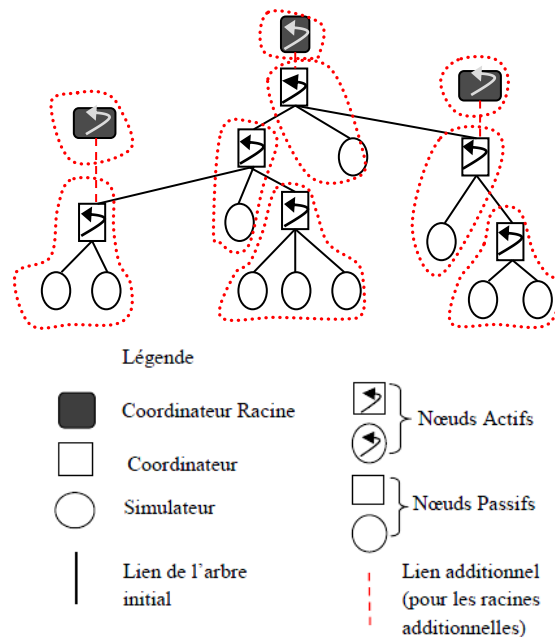 Légende
Coordinateur Racine
Coordinateur
Simulateur
Lien de l'arbre
initial
Nœuds Actifs
Nœuds Passifs
Lien additionnel
(pour les racines
additionnelles)